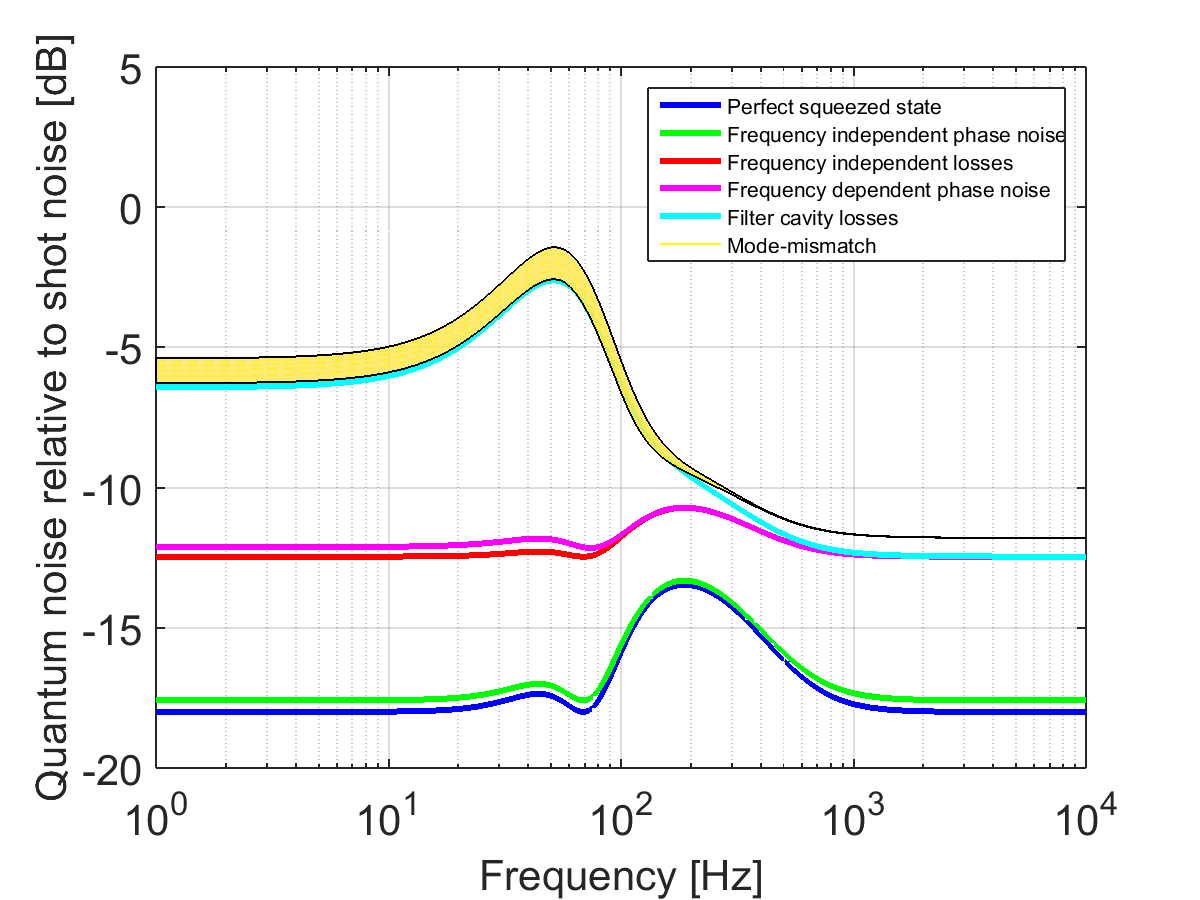 Quantum noise relative to shot noise [dB]
5
0
-5
-10
-15
-20
Perfect squeezed state
Frequency independent phase noise
Frequency independent losses
Frequency dependent phase noise
Filter cavity losses
Mode-mismatch
10^0 10^1 10^2 10^3 10^4
Frequency [Hz]